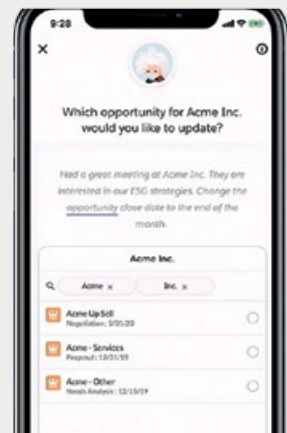 9:28
Which opportunity for Acme Inc.
would you like to update?
Had a great meeting at Acme Inc. They are
interested in our ESG strategies. Change the
opportunity close date to the end of the
month.
Acme Inc.
Acme x Inc. x
Acme Up Sell
Negotiation: 5/31/20
Acme - Services
Proposal: 12/31/19
Acme - Other
Needs Analysis: 12/15/19